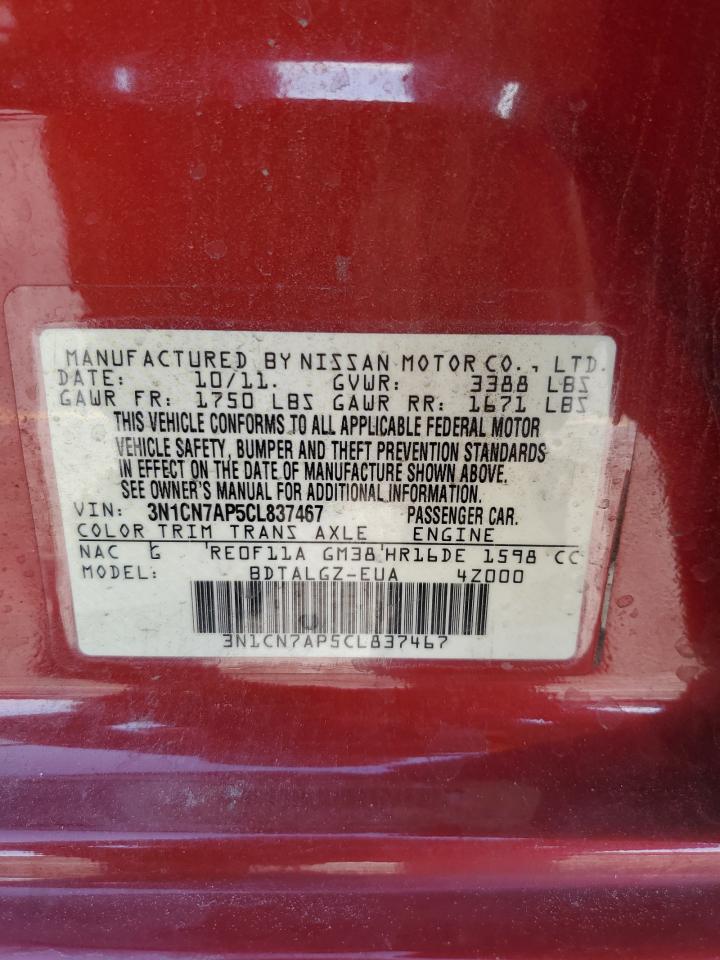 MANUFACTURED BY NISSAN MOTOR CO., LTD.
DATE: 10/11. GVWR: 3388 LBS
GAWR FR: 1750 LBS GAWR RR: 1671 LBS
THIS VEHICLE CONFORMS TO ALL APPLICABLE FEDERAL MOTOR
VEHICLE SAFETY, BUMPER AND THEFT PREVENTION STANDARDS
IN EFFECT ON THE DATE OF MANUFACTURE SHOWN ABOVE.
SEE OWNER'S MANUAL FOR ADDITIONAL INFORMATION.
VIN: 3N1CN7AP5CL837467 PASSENGER CAR.
COLOR TRIM TRANS AXLE ENGINE
NAC G RE0F11A GM38 HR16DE 1598 CC
MODEL: BDTALGZ-EUA 4Z000
3N1CN7AP5CL837467